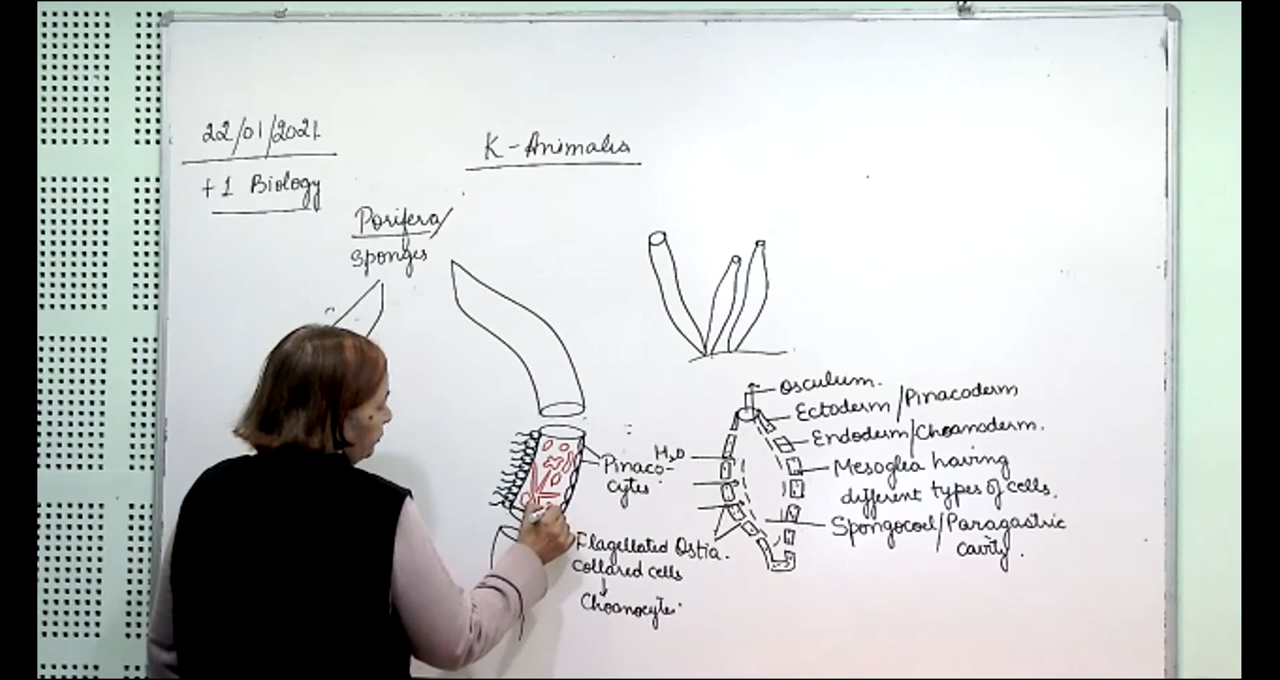 22/01/2021
+1 Biology
K-Animalia
Porifera/
Sponges
Osculum.
Ectoderm/Pinacoderm
Endoderm/Choanoderm.
H2O
Mesoglea having
different types of cells.
Pinaco-
cytes
Spongocoel/Paragastric
cavity.
Flagellated
collared cells
Choanocyte.
Ostia.